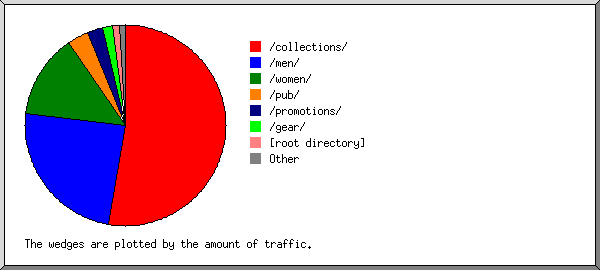 /collections/
/men/
/women/
/pub/
/promotions/
/gear/
[root directory]
Other
The wedges are plotted by the amount of traffic.